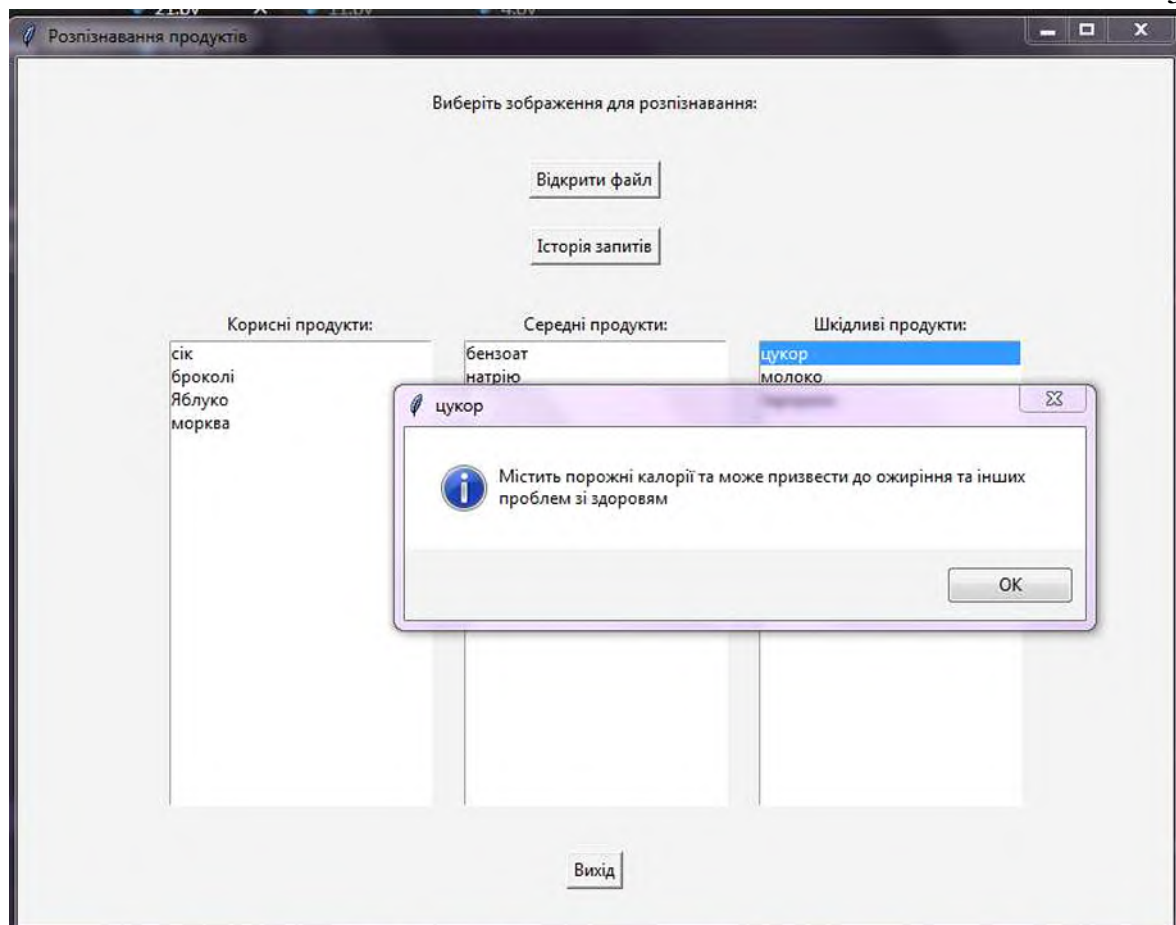 Розпізнавання продуктів
Виберіть зображення для розпізнавання:
Відкрити файл
Історія запитів
Корисні продукти:
сік
броколі
Яблуко
морква
Середні продукти:
бензоат
натрію
Шкідливі продукти:
цукор
молоко
цукор
Містить порожні калорії та може призвести до ожиріння та інших
проблем зі здоровям
OK
Вихід